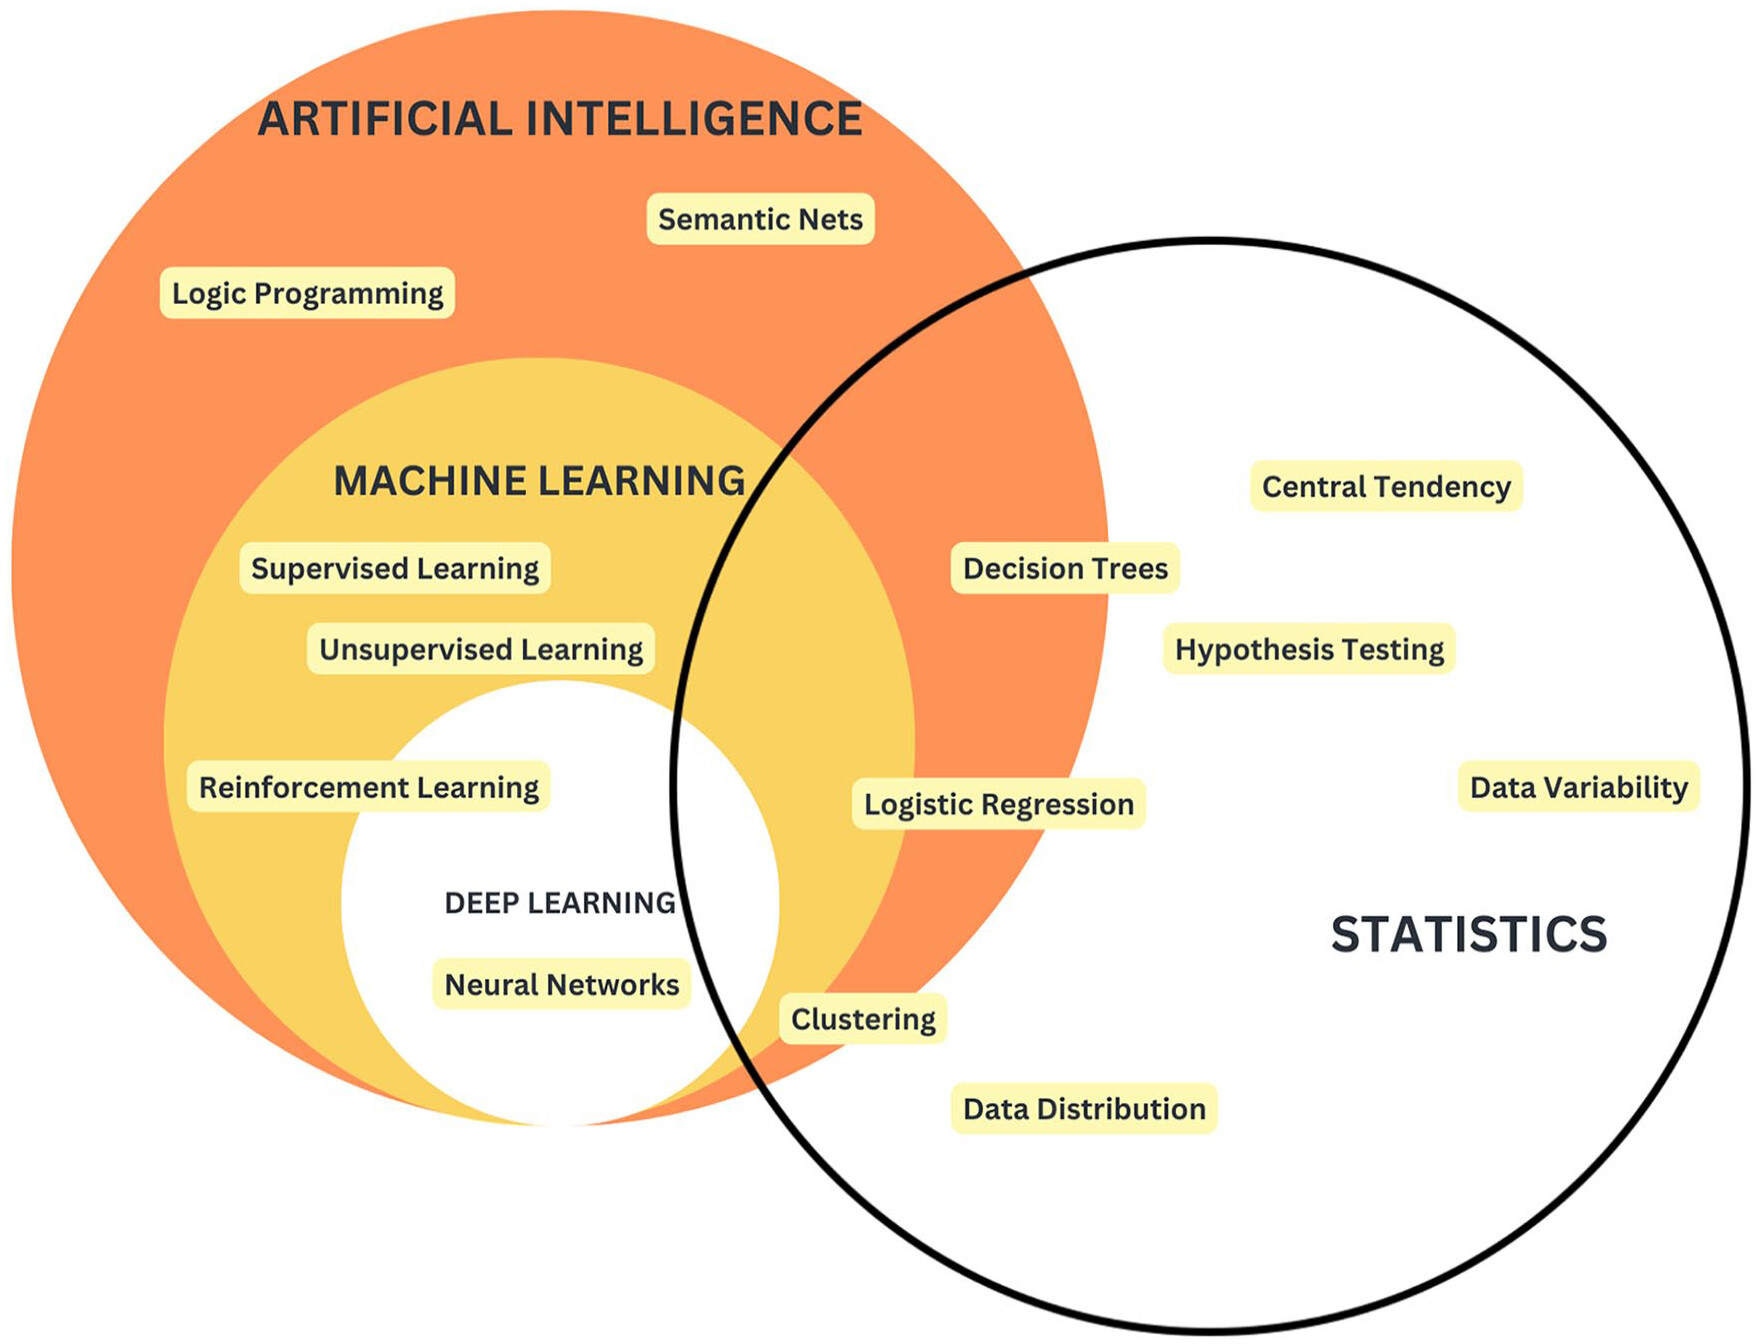 ARTIFICIAL INTELLIGENCE
Semantic Nets
Logic Programming
MACHINE LEARNING
Central Tendency
Supervised Learning
Decision Trees
Unsupervised Learning
Hypothesis Testing
Reinforcement Learning
Logistic Regression
Data Variability
DEEP LEARNING
STATISTICS
Neural Networks
Clustering
Data Distribution